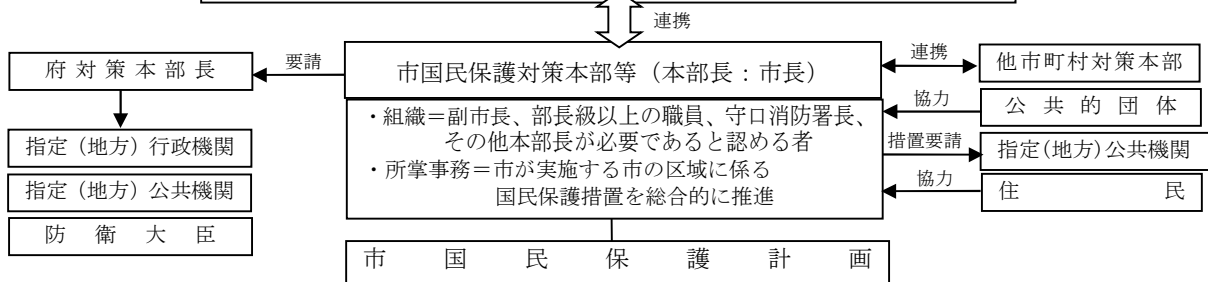 連携
府対策本部長
要請
市国民保護対策本部等（本部長：市長）
連携
他市町村対策本部
・組織＝副市長、部長級以上の職員、守口消防署長、
その他本部長が必要であると認める者
・所掌事務＝市が実施する市の区域に係る
国民保護措置を総合的に推進
協力
公共的団体
措置要請
指定（地方）公共機関
協力
住民
指定（地方）行政機関
指定（地方）公共機関
防衛大臣
市国民保護計画